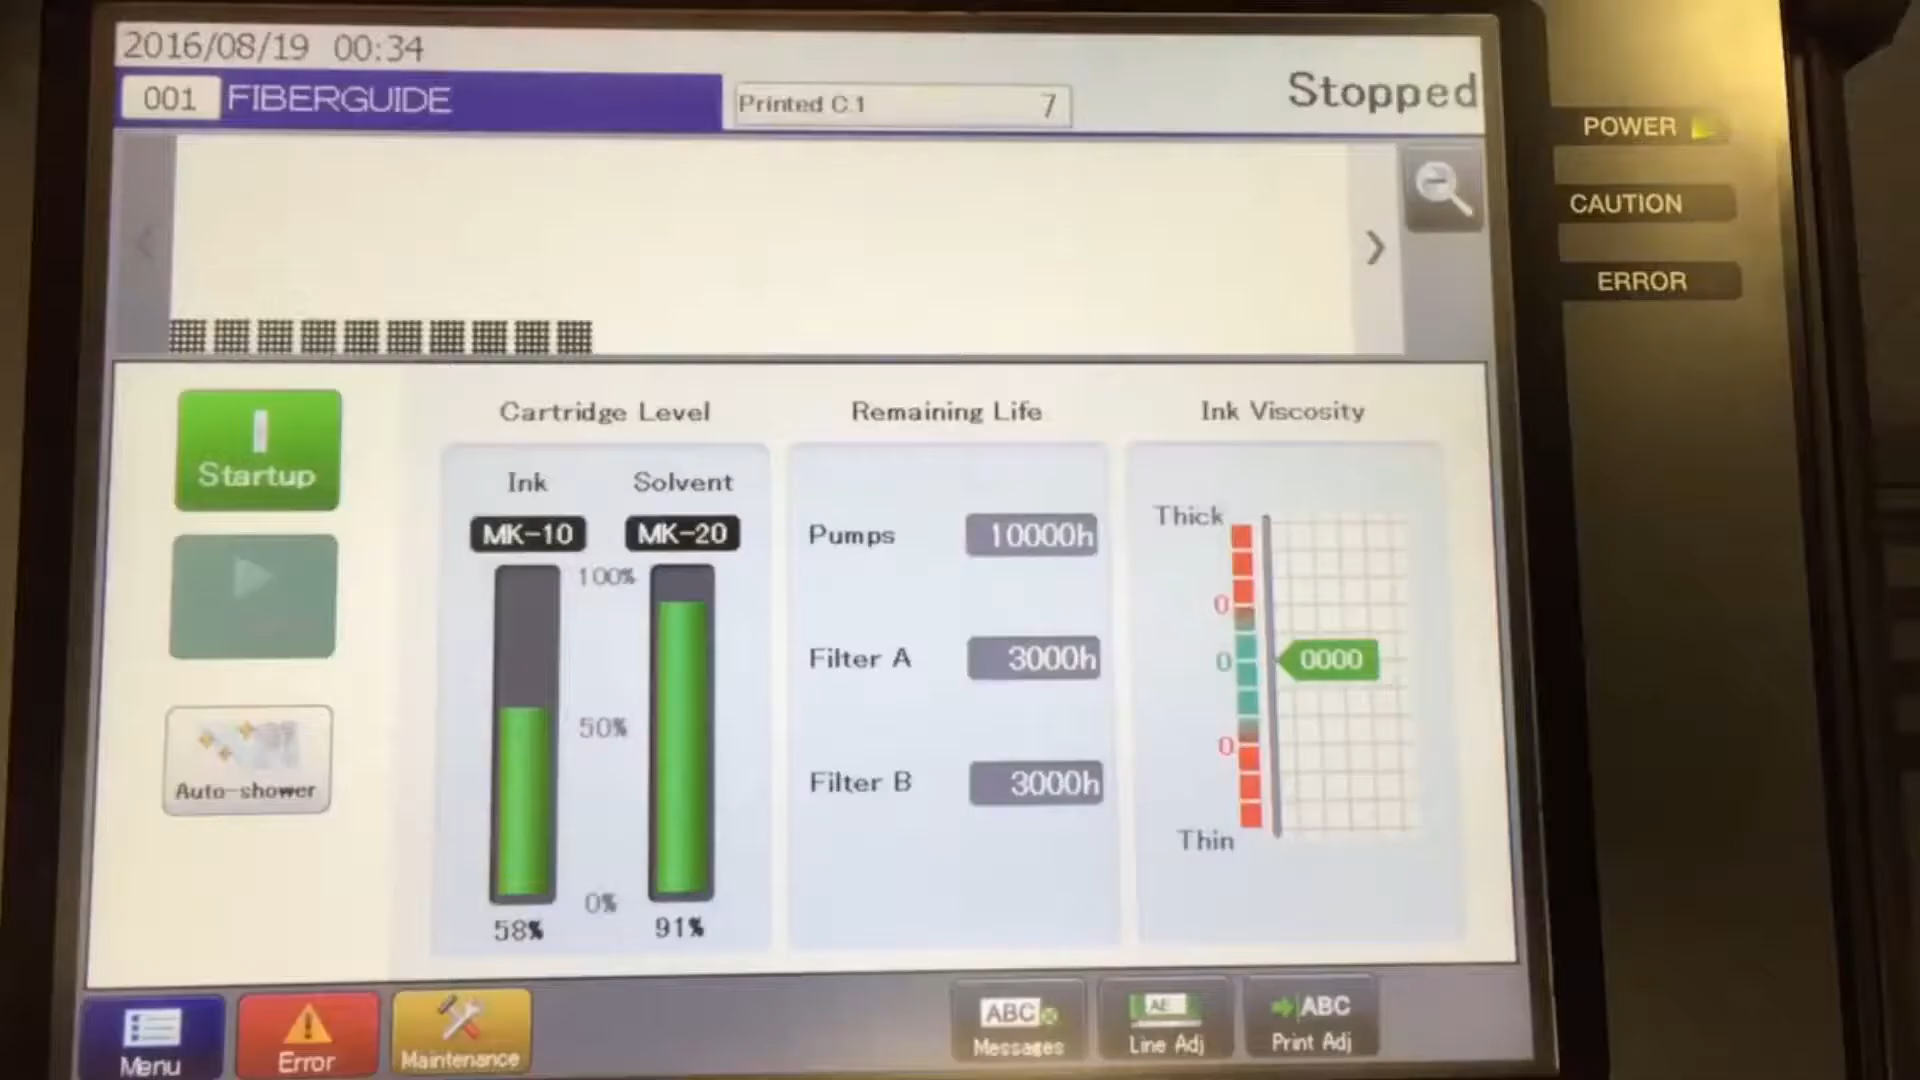 2016/08/19 00:34
001 FIBERGUIDE
Printed C.1 7
Stopped
POWER
CAUTION
ERROR
Startup
Auto-shower
Cartridge Level
Ink Solvent
MK-10 MK-20
100%
50%
0%
58% 91%
Remaining Life
Pumps 10000h
Filter A 3000h
Filter B 3000h
Ink Viscosity
Thick
0
0 0000
0
Thin
Menu
Error
Maintenance
ABC
Messages
AE
Line Adj
ABC
Print Adj